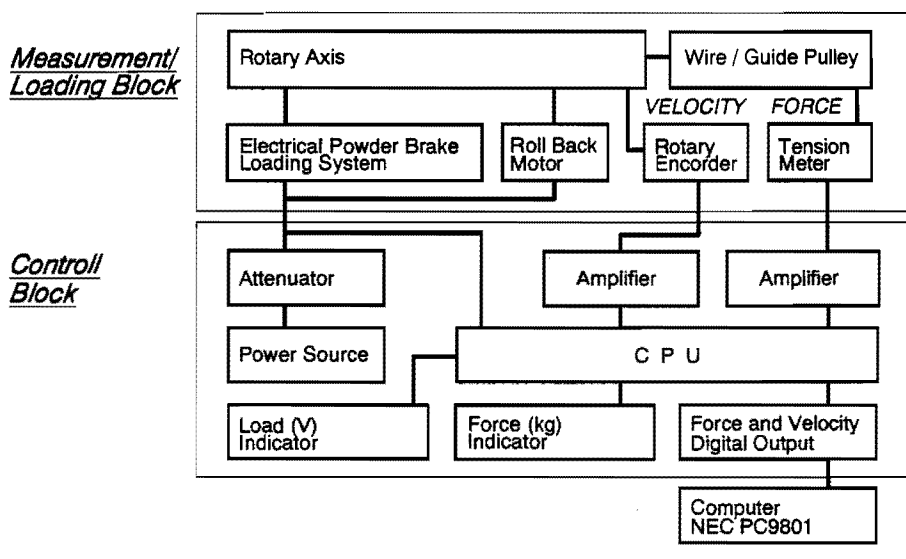 Measurement/
Loading Block
Rotary Axis
Wire / Guide Pulley
VELOCITY
FORCE
Electrical Powder Brake
Loading System
Roll Back
Motor
Rotary
Encorder
Tension
Meter
Controll
Block
Attenuator
Amplifier
Amplifier
Power Source
C P U
Load (V)
Indicator
Force (kg)
Indicator
Force and Velocity
Digital Output
Computer
NEC PC9801